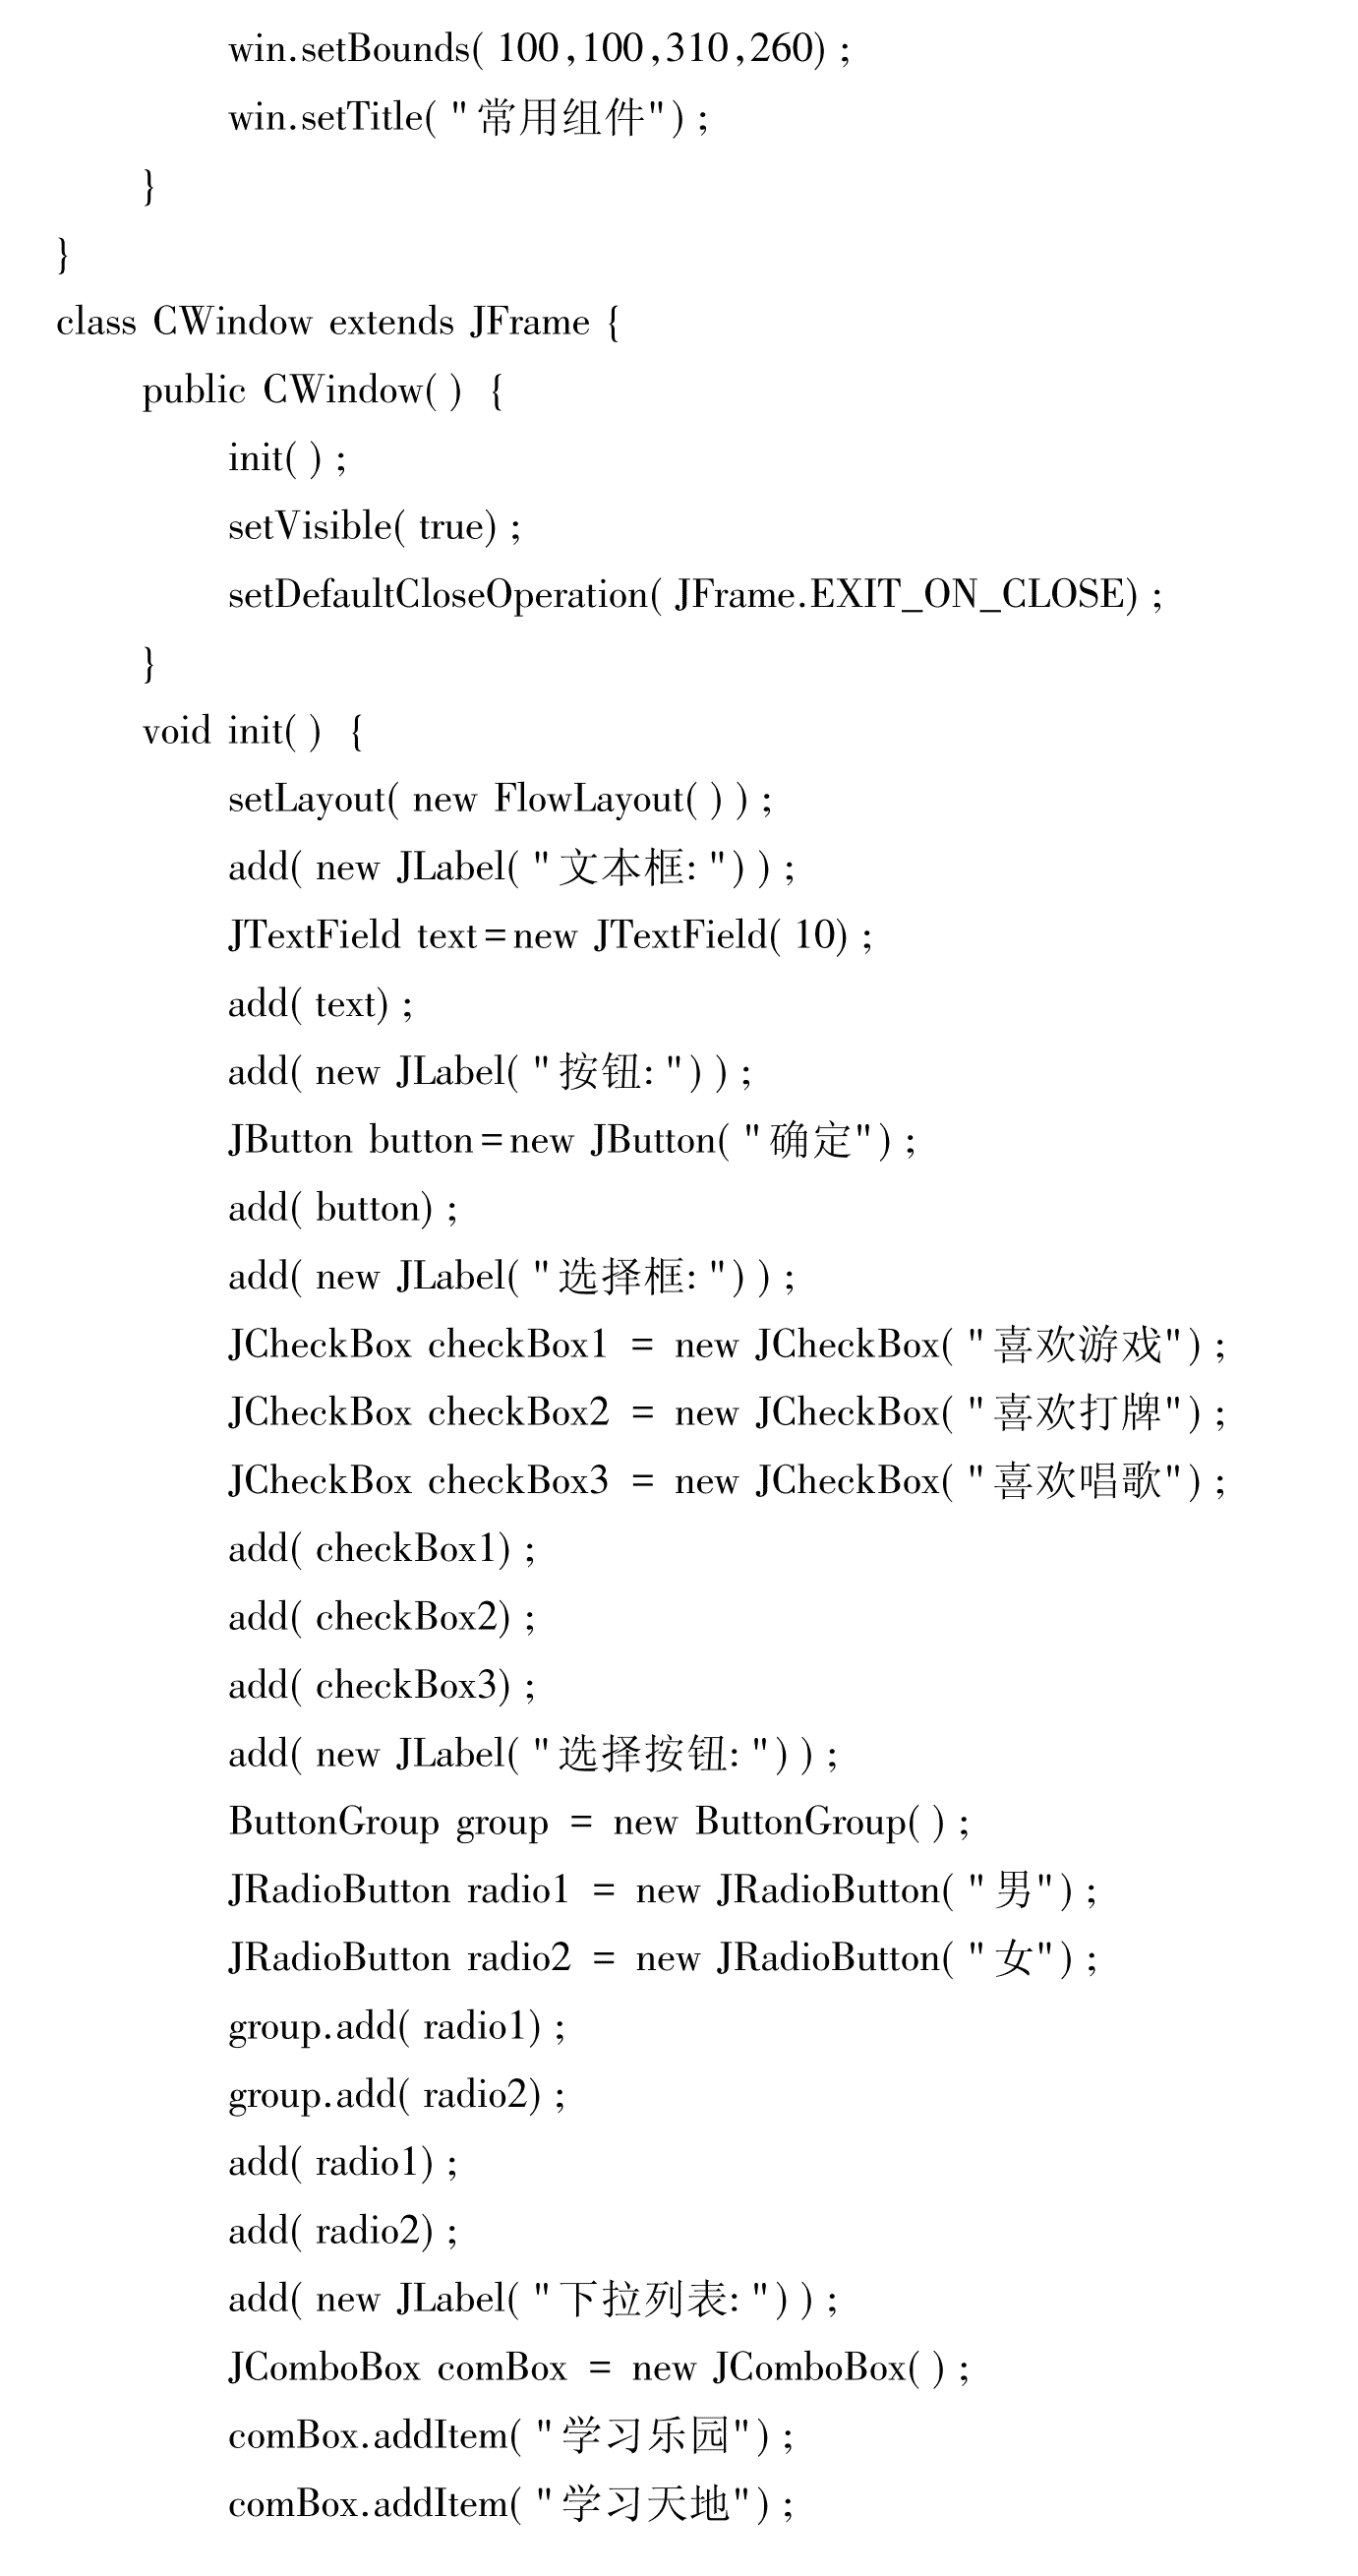 win.setBounds(100,100,310,260);
win.setTitle("常用组件");
}
}
class CWindow extends JFrame {
public CWindow() {
init();
setVisible(true);
setDefaultCloseOperation(JFrame.EXIT_ON_CLOSE);
}
void init() {
setLayout(new FlowLayout());
add(new JLabel("文本框:"));
JTextField text=new JTextField(10);
add(text);
add(new JLabel("按钮:"));
JButton button=new JButton("确定");
add(button);
add(new JLabel("选择框:"));
JCheckBox checkBox1 = new JCheckBox("喜欢游戏");
JCheckBox checkBox2 = new JCheckBox("喜欢打牌");
JCheckBox checkBox3 = new JCheckBox("喜欢唱歌");
add(checkBox1);
add(checkBox2);
add(checkBox3);
add(new JLabel("选择按钮:"));
ButtonGroup group = new ButtonGroup();
JRadioButton radio1 = new JRadioButton("男");
JRadioButton radio2 = new JRadioButton("女");
group.add(radio1);
group.add(radio2);
add(radio1);
add(radio2);
add(new JLabel("下拉列表:"));
JComboBox comBox = new JComboBox();
comBox.addItem("学习乐园");
comBox.addItem("学习天地");